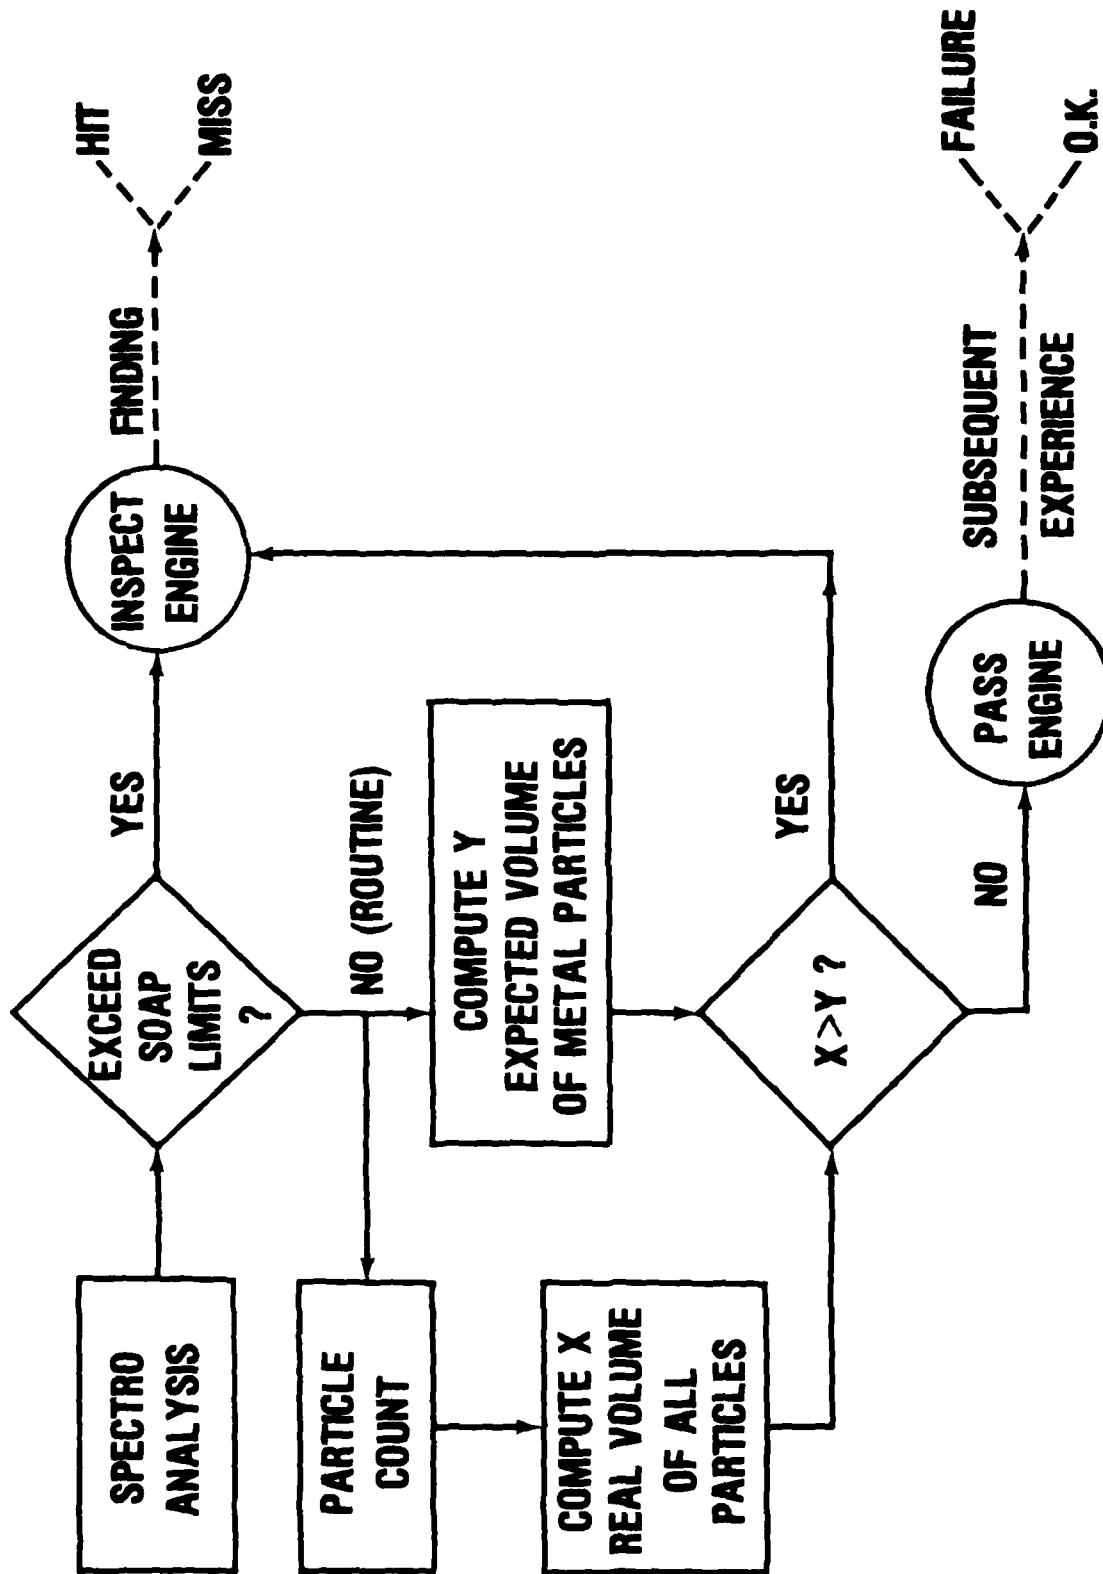 SPECTRO
ANALYSIS
EXCEED
SOAP
LIMITS
?
YES
INSPECT
ENGINE
FINDING
HIT
MISS
NO (ROUTINE)
PARTICLE
COUNT
COMPUTE Y
EXPECTED VOLUME
OF METAL PARTICLES
COMPUTE X
REAL VOLUME
OF ALL
PARTICLES
X>Y ?
YES
NO
PASS
ENGINE
SUBSEQUENT
EXPERIENCE
FAILURE
O.K.